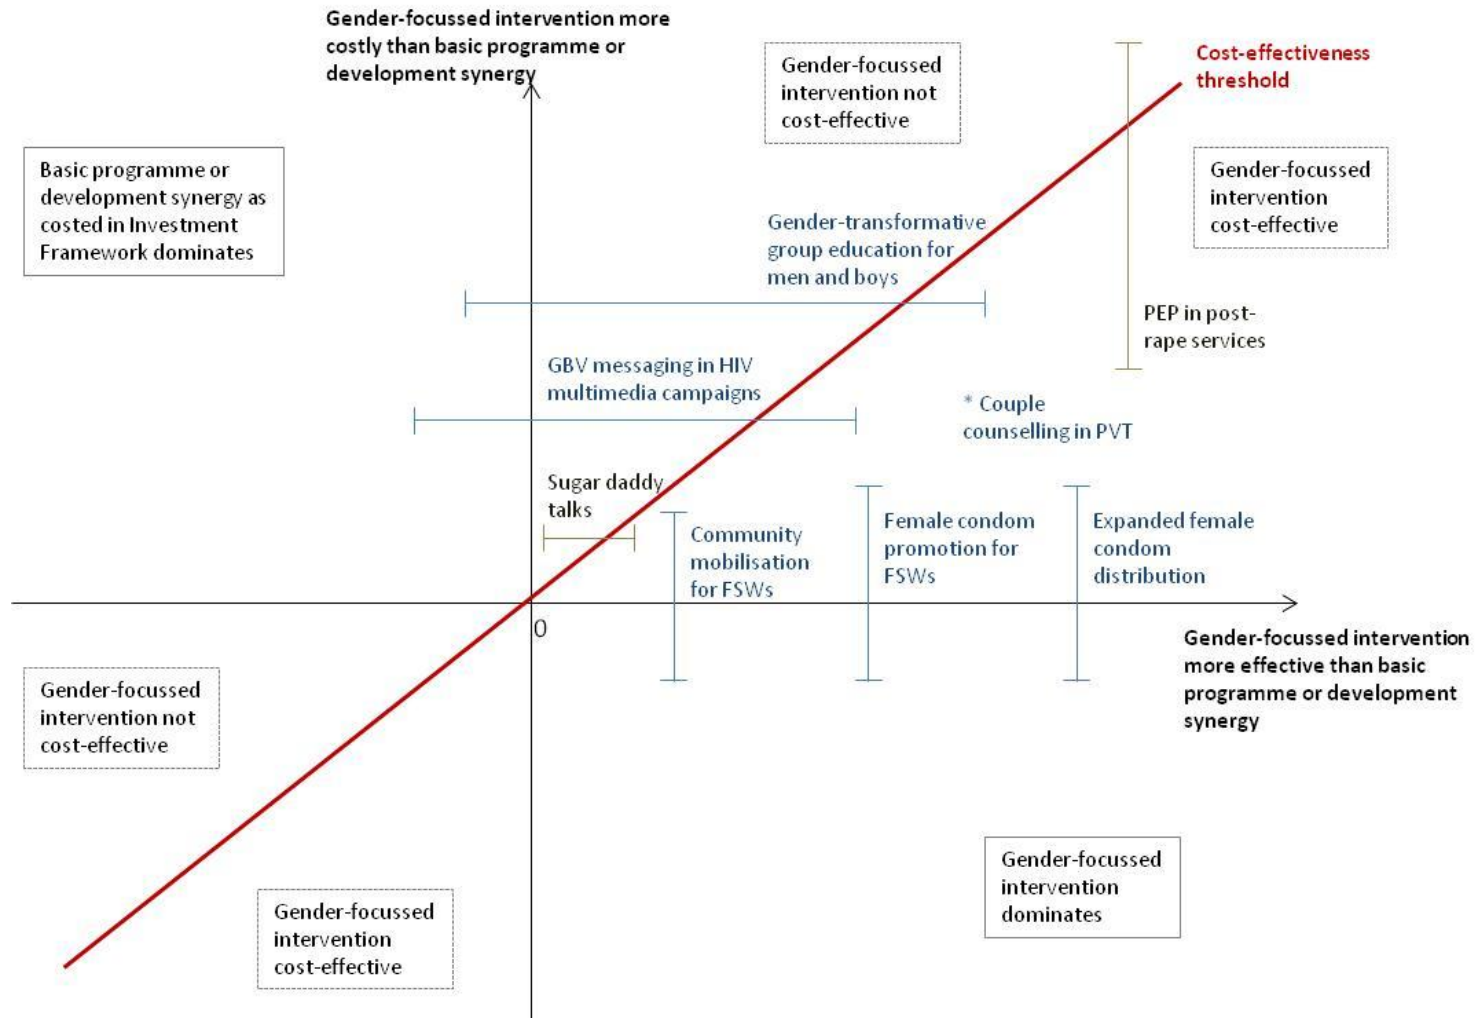 Gender-focussed intervention more
costly than basic programme or
development synergy
Gender-focussed
intervention not
cost-effective
Cost-effectiveness
threshold
Basic programme or
development synergy as
costed in Investment
Framework dominates
Gender-focussed
intervention
cost-effective
Gender-transformative
group education for
men and boys
PEP in post-
rape services
GBV messaging in HIV
multimedia campaigns
* Couple
counselling in PVT
Sugar daddy
talks
Community
mobilisation
for FSWs
Female condom
promotion for
FSWs
Expanded female
condom
distribution
0
Gender-focussed intervention
more effective than basic
programme or development
synergy
Gender-focussed
intervention not
cost-effective
Gender-focussed
intervention
dominates
Gender-focussed
intervention
cost-effective